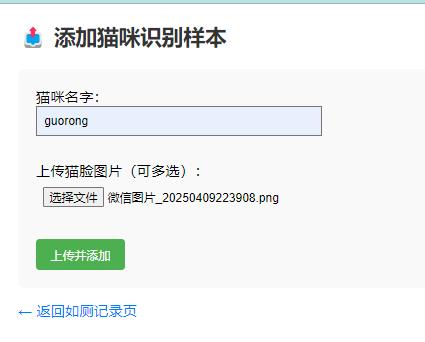 添加猫咪识别样本
猫咪名字：
guorong
上传猫脸图片（可多选）：
选择文件 微信图片_20250409223908.png
上传并添加
← 返回如厕记录页